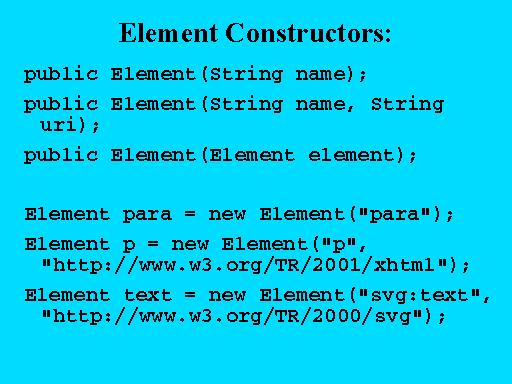 Element Constructors:
public Element(String name);
public Element(String name, String
uri);
public Element(Element element);
Element para = new Element("para");
Element p = new Element("p",
"http://www.w3.org/TR/2001/xhtml");
Element text = new Element("svg:text",
"http://www.w3.org/TR/2000/svg");